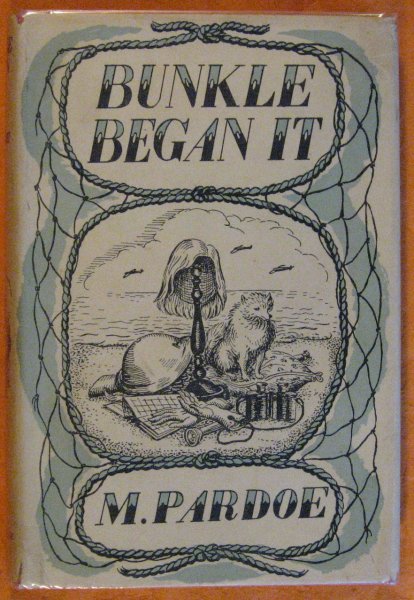 BUNKLE
BEGAN IT
M. PARDOE